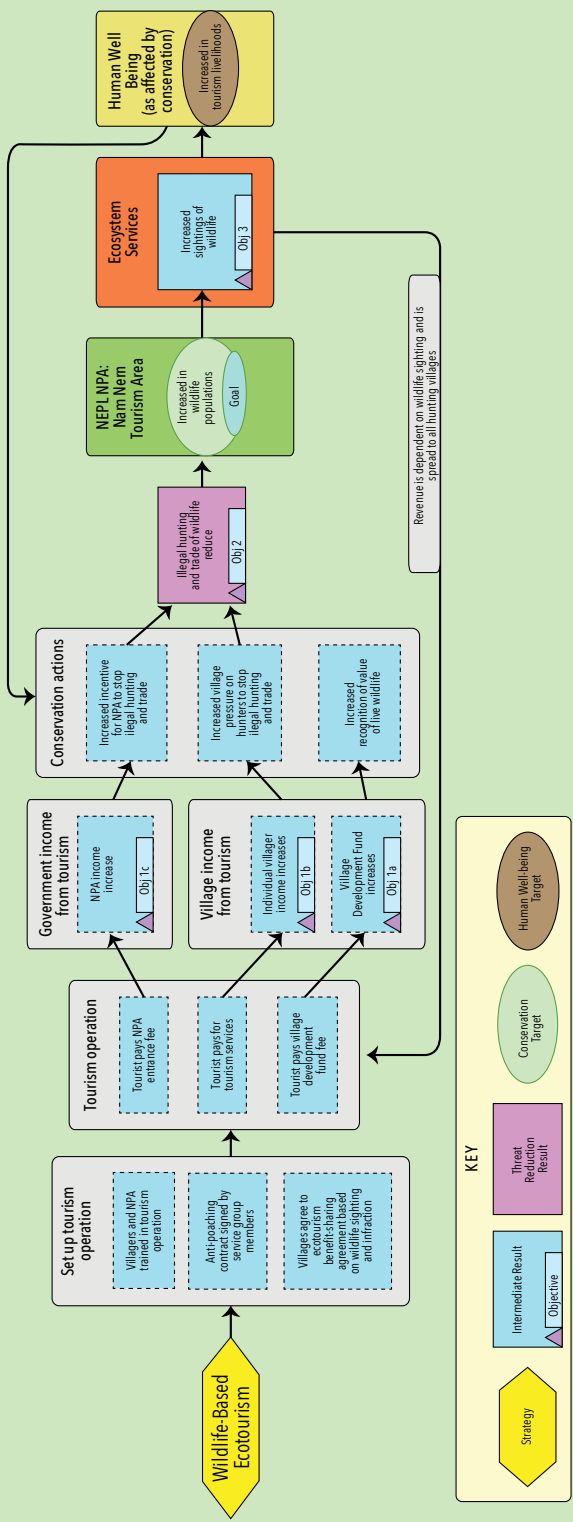 Wildlife-Based
Ecotourism
Set up tourism
operation
Villagers and NPA
trained in tourism
operation
Anti-poaching
contract signed by
service group
members
Villages agree to
ecotourism
benefit-sharing
agreement based
on wildlife sighting
and infraction
Tourism operation
Tourist pays NPA
entrance fee
Tourist pays for
tourism services
Tourist pays village
development
fund fee
Government income
from tourism
NPA income
increase
Obj 1c
Village income
from tourism
Individual villager
income increases
Obj 1b
Village
Development Fund
increases
Obj 1a
Conservation actions
Increased incentive
for NPA to stop
ilegal hunting
and trade
Increased village
pressure on
hunters to stop
ilegal hunting
and trade
Increased
recognition of value
of live wildlife
Illegal hunting
and trade of wildlife
reduce
Obj 2
NEPL NPA:
Nam Nern
Tourism Area
Increased in
wildlife
populations
Goal
Ecosystem
Services
Increased
sightings of
wildlife
Obj 3
Human Well
Being
(as affected by
conservation)
Increased in
tourism livelihoods
Revenue is dependent on wildlife sighting and is
spread to all hunting villages
KEY
Strategy
Intermediate Result
Objective
Threat
Reduction
Result
Conservation
Target
Human Well-being
Target